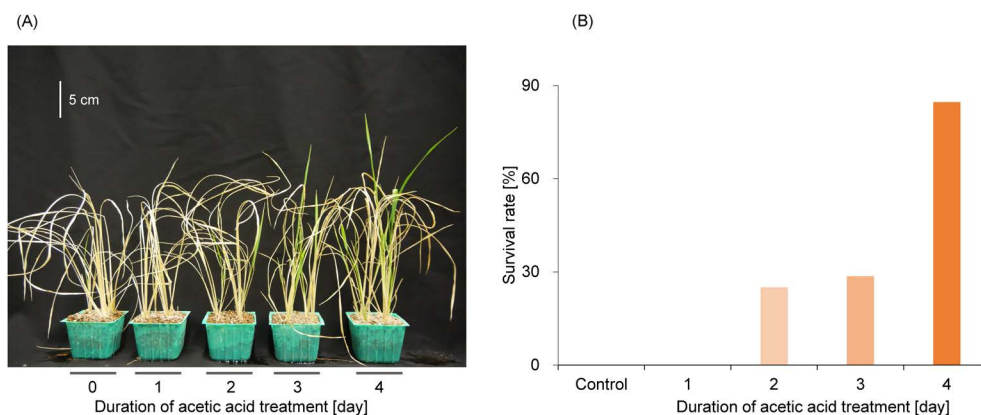 (A)
5 cm
0 1 2 3 4
Duration of acetic acid treatment [day]
(B)
Survival rate [%]
90
60
30
0
Control 1 2 3 4
Duration of acetic acid treatment [day]